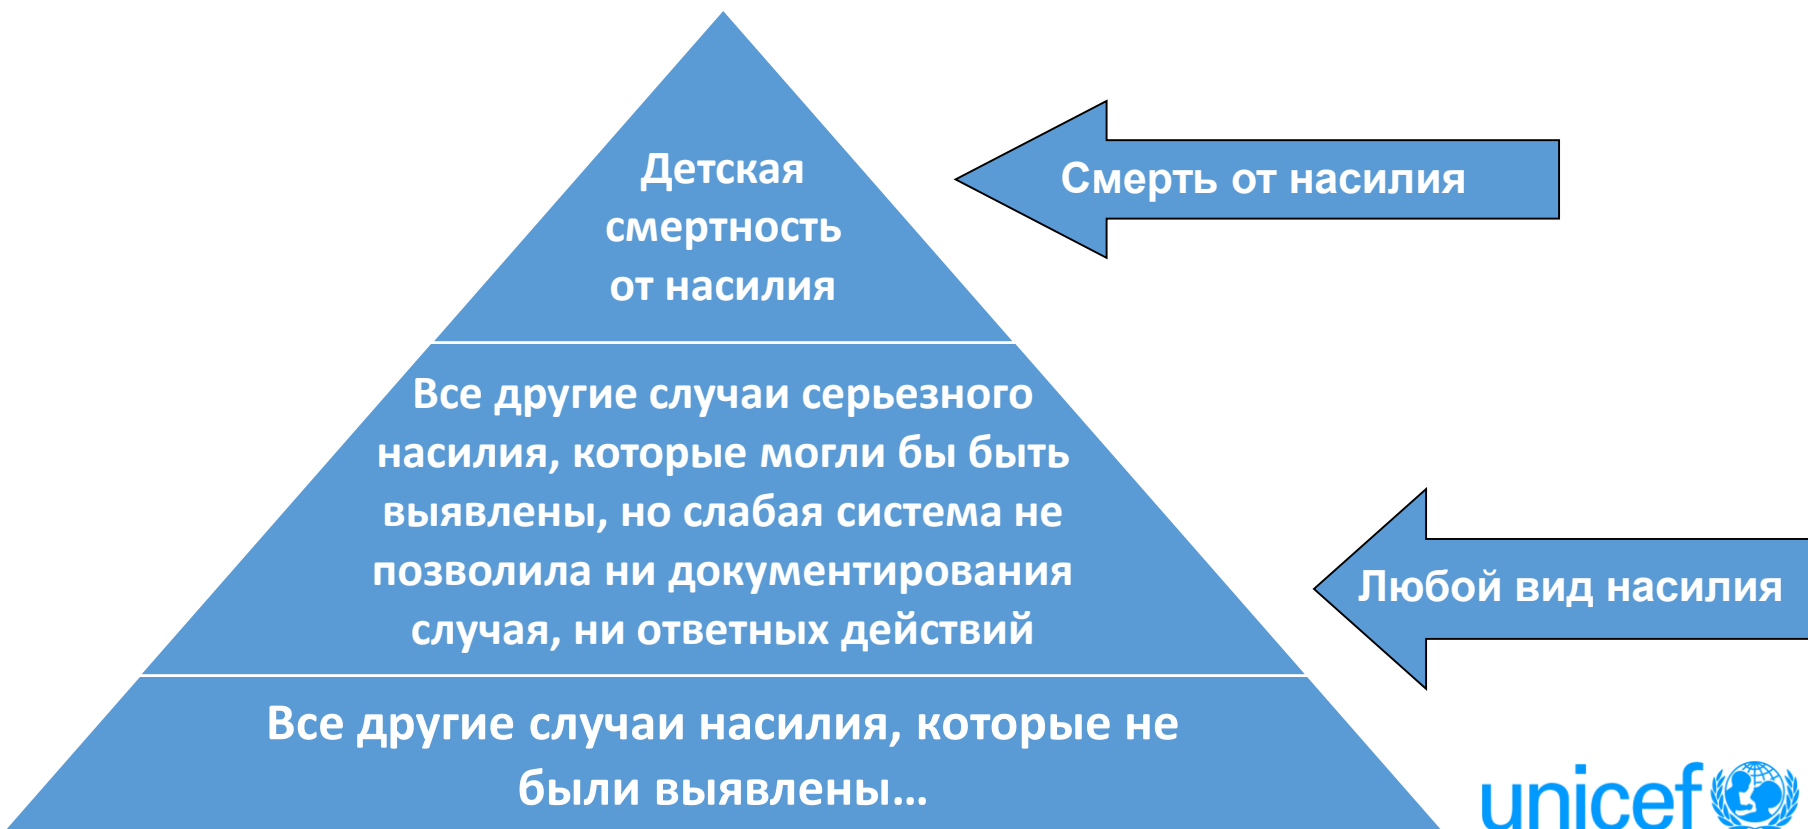 Детская
смертность
от насилия
Смерть от насилия
Все другие случаи серьезного
насилия, которые могли бы быть
выявлены, но слабая система не
позволила ни документирования
случая, ни ответных действий
Любой вид насилия
Все другие случаи насилия, которые не
были выявлены...
unicef